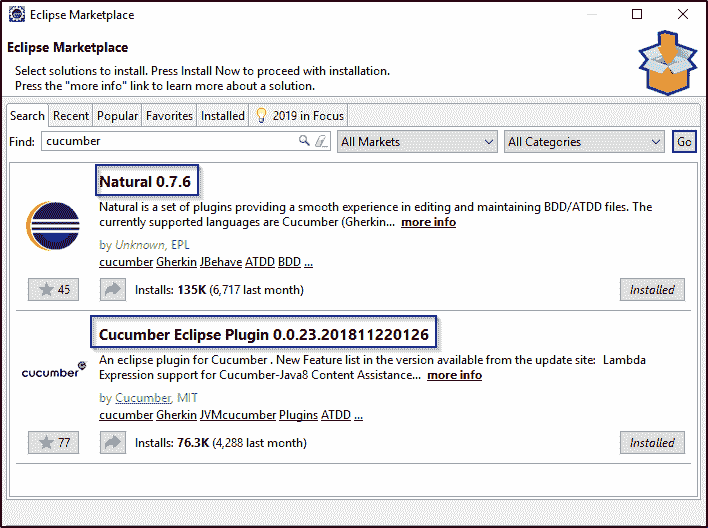 Eclipse Marketplace
Eclipse Marketplace
Select solutions to install. Press Install Now to proceed with installation.
Press the "more info" link to learn more about a solution.
Search Recent Popular Favorites Installed 2019 in Focus
Find: cucumber All Markets All Categories Go
Natural 0.7.6
Natural is a set of plugins providing a smooth experience in editing and maintaining BDD/ATDD files. The
currently supported languages are Cucumber (Gherkin... more info
by Unknown, EPL
cucumber Gherkin JBehave ATDD BDD ...
45 Installs: 135K (6,717 last month) Installed
Cucumber Eclipse Plugin 0.0.23.201811220126
cucumber
An eclipse plugin for Cucumber . New Feature list in the version available from the update site: Lambda
Expression support for Cucumber-Java8 Content Assistance... more info
by Cucumber, MIT
cucumber Gherkin JVMcucumber Plugins ATDD ...
77 Installs: 76.3K (4,288 last month) Installed